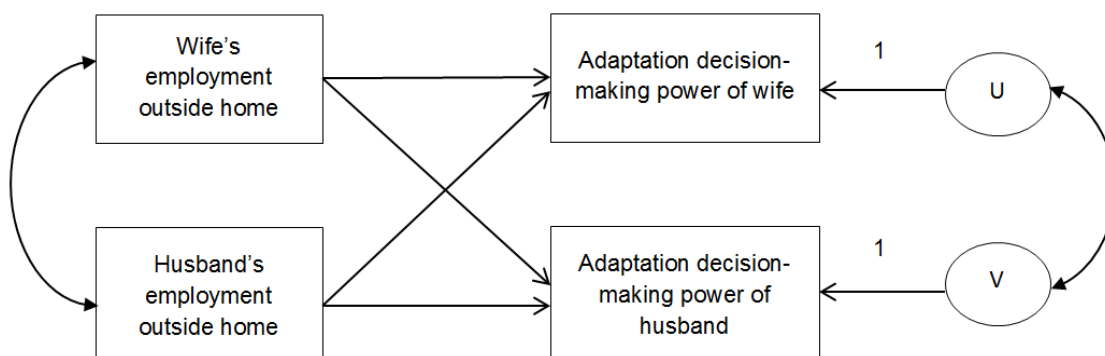 Wife's
employment
outside home
Adaptation decision-
making power of wife
1
U
Husband's
employment
outside home
Adaptation decision-
making power of
husband
1
V